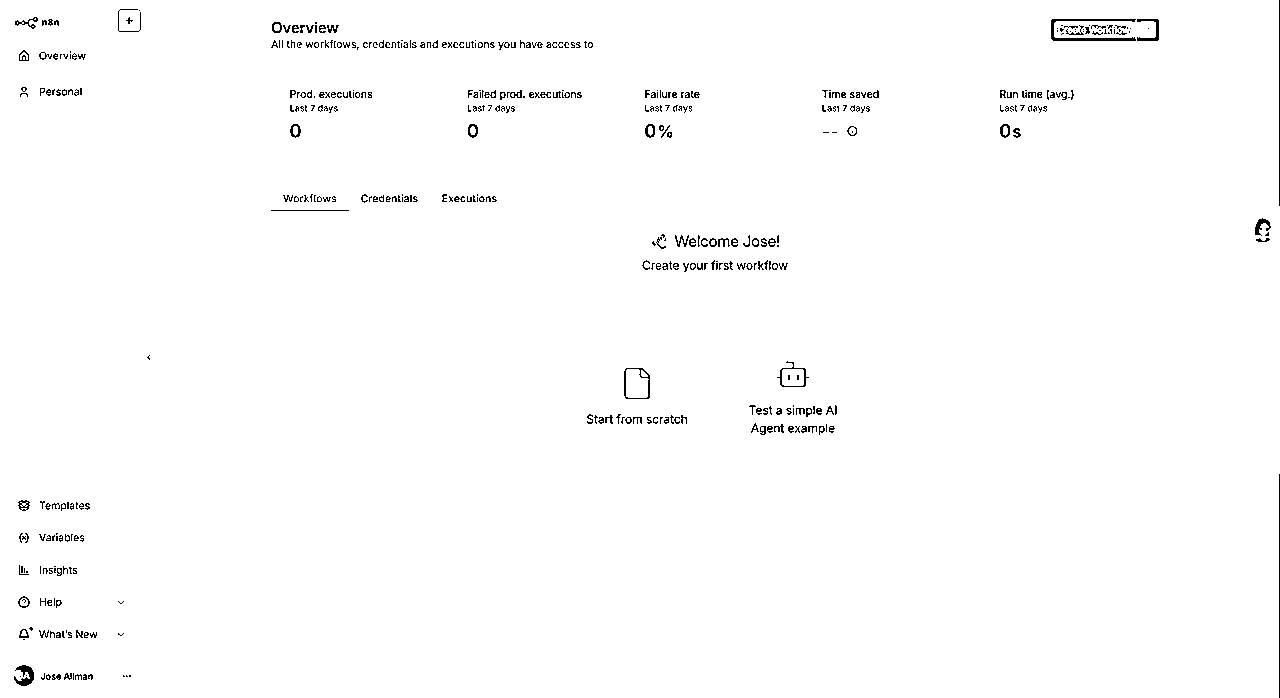 n8n
+
Overview
Personal
Overview
All the workflows, credentials and executions you have access to
Create Workflow
Prod. executions
Last 7 days
0
Failed prod. executions
Last 7 days
0
Failure rate
Last 7 days
0%
Time saved
Last 7 days
--
Run time (avg.)
Last 7 days
0s
Workflows
Credentials
Executions
Welcome Jose!
Create your first workflow
Start from scratch
Test a simple AI
Agent example
Templates
Variables
Insights
Help
What's New
JA
Jose Allman